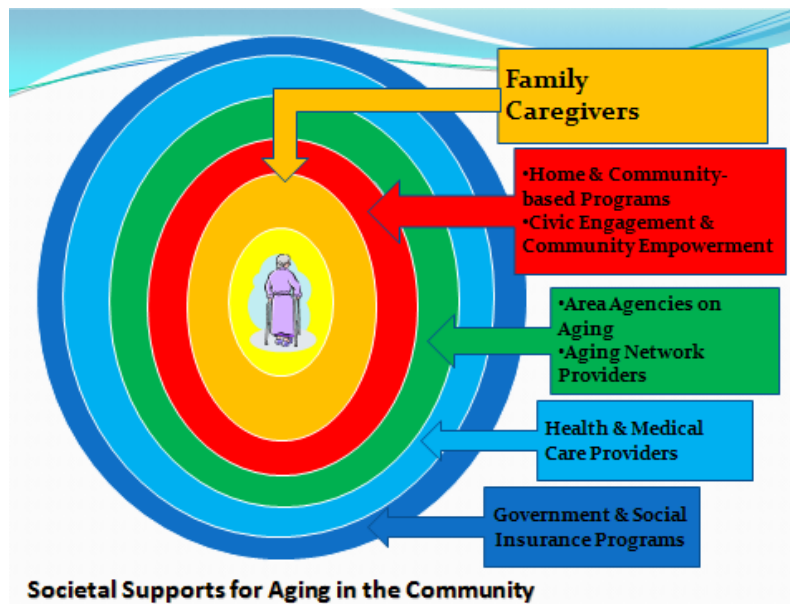 Family
Caregivers
•Home & Community-
based Programs
•Civic Engagement &
Community Empowerment
•Area Agencies on
Aging
•Aging Network
Providers
Health & Medical
Care Providers
Government & Social
Insurance Programs
Societal Supports for Aging in the Community